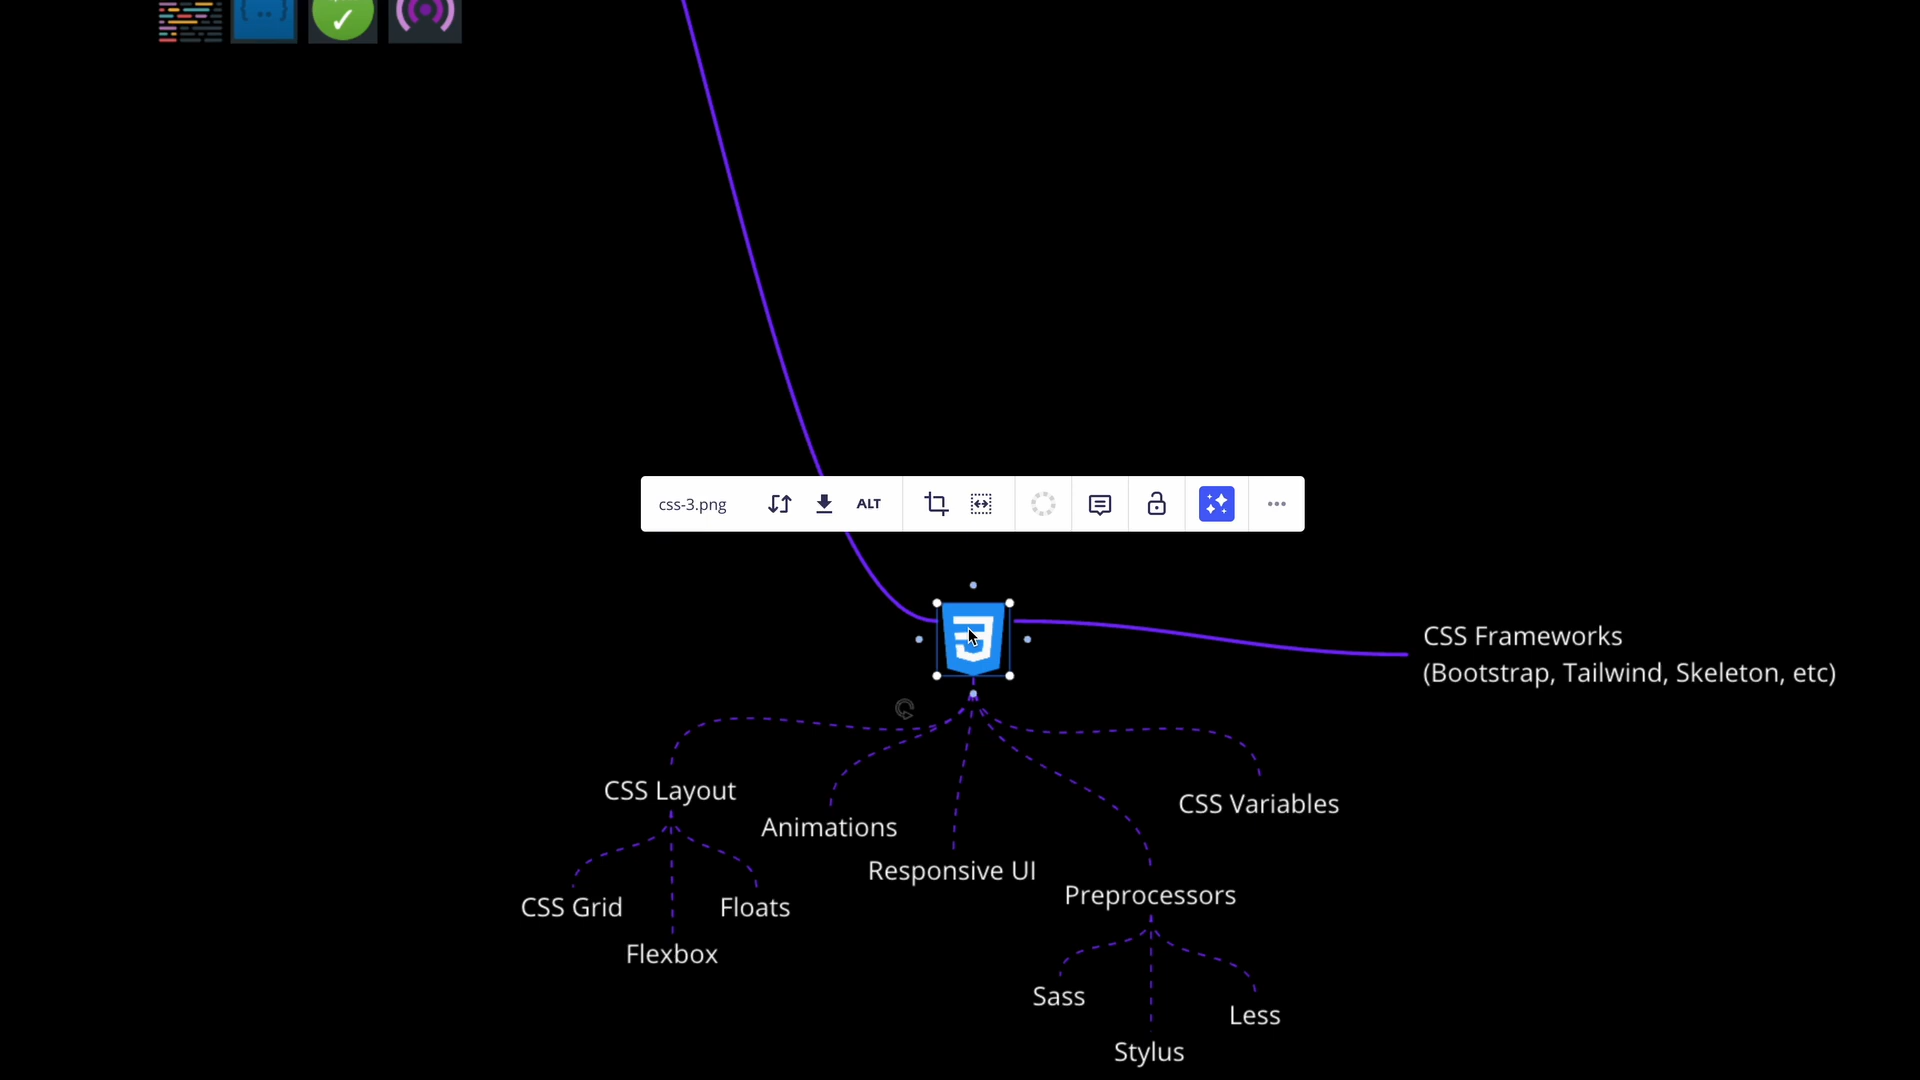 css-3.png
ALT
CSS Frameworks
(Bootstrap, Tailwind, Skeleton, etc)
CSS Layout
Animations
Responsive UI
Preprocessors
CSS Variables
CSS Grid
Flexbox
Floats
Sass
Stylus
Less